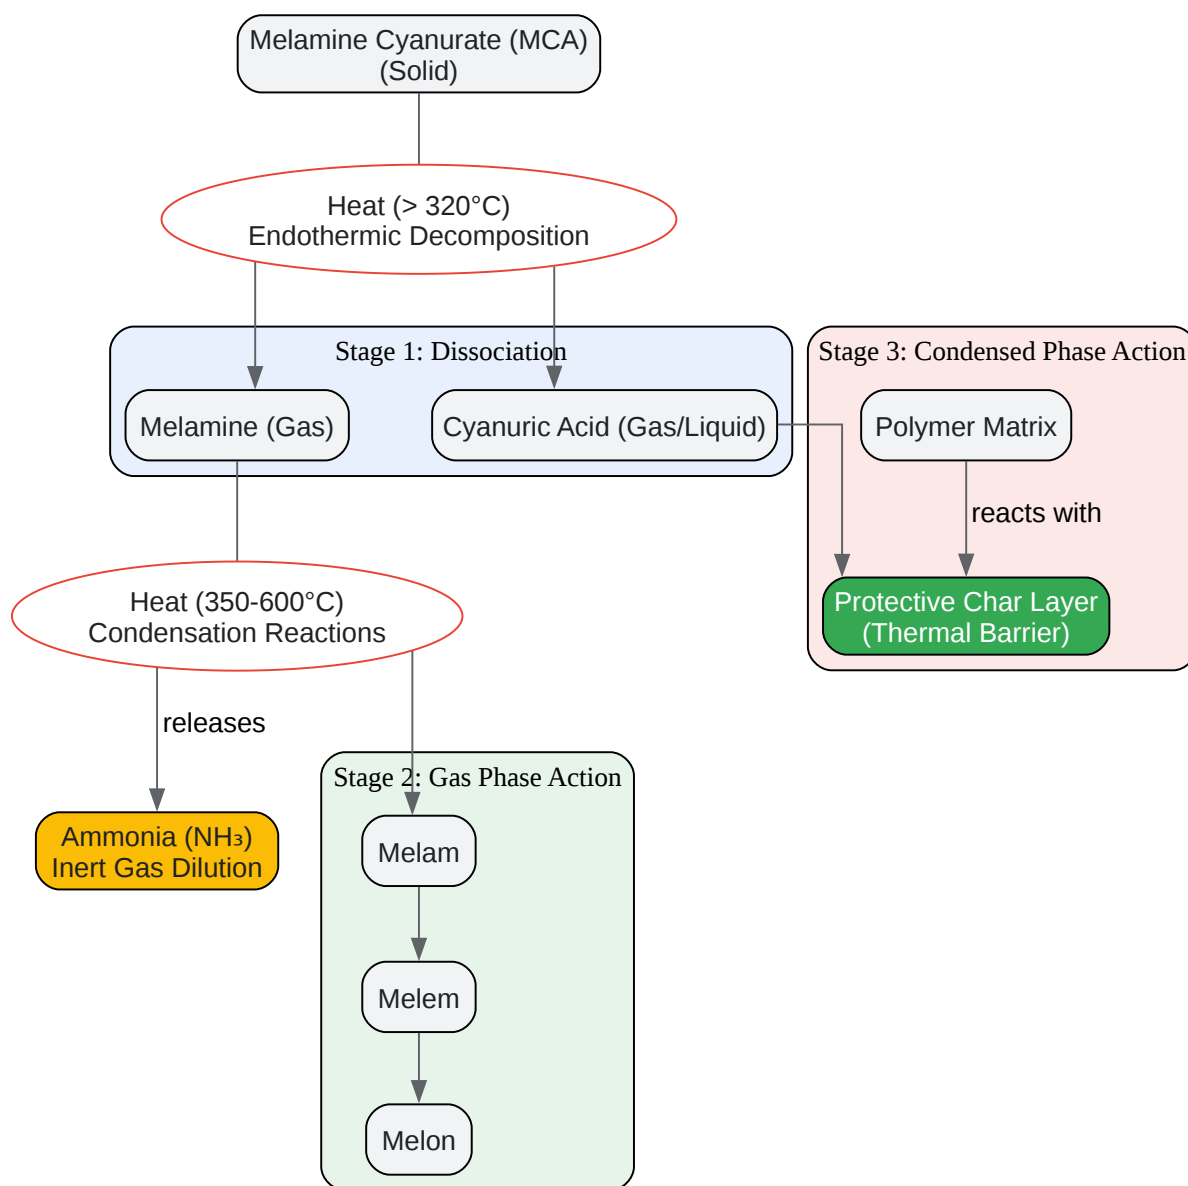 Melamine Cyanurate (MCA)
(Solid)
Heat (> 320°C)
Endothermic Decomposition
Stage 1: Dissociation
Melamine (Gas)
Cyanuric Acid (Gas/Liquid)
Stage 3: Condensed Phase Action
Polymer Matrix
reacts with
Protective Char Layer
(Thermal Barrier)
Heat (350-600°C)
Condensation Reactions
releases
Ammonia (NH₃)
Inert Gas Dilution
Stage 2: Gas Phase Action
Melam
Melem
Melon